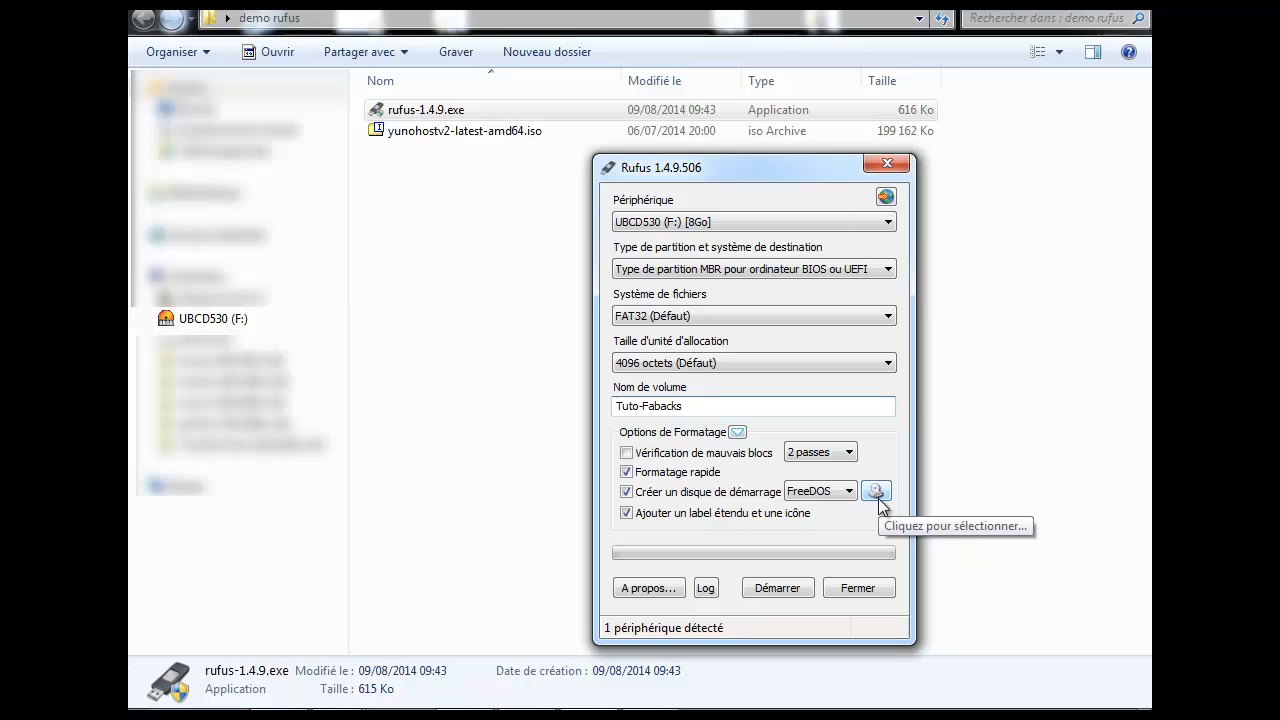 demo rufus
Rechercher dans : demo rufus
Organiser
Ouvrir
Partager avec
Graver
Nouveau dossier
Nom
Modifié le
Type
Taille
rufus-1.4.9.exe
09/08/2014 09:43
Application
616 Ko
yunohostv2-latest-amd64.iso
06/07/2014 20:00
iso Archive
199 162 Ko
UBCD530 (F:)
Rufus 1.4.9.506
Périphérique
UBCD530 (F:) [8Go]
Type de partition et système de destination
Type de partition MBR pour ordinateur BIOS ou UEFI
Système de fichiers
FAT32 (Défaut)
Taille d'unité d'allocation
4096 octets (Défaut)
Nom de volume
Tuto-Fabacks
Options de Formatage
Vérification de mauvais blocs
2 passes
Formatage rapide
Créer un disque de démarrage
FreeDOS
Ajouter un label étendu et une icône
Cliquez pour sélectionner...
A propos...
Log
Démarrer
Fermer
1 périphérique détecté
rufus-1.4.9.exe
Modifié le : 09/08/2014 09:43
Date de création : 09/08/2014 09:43
Application
Taille : 615 Ko